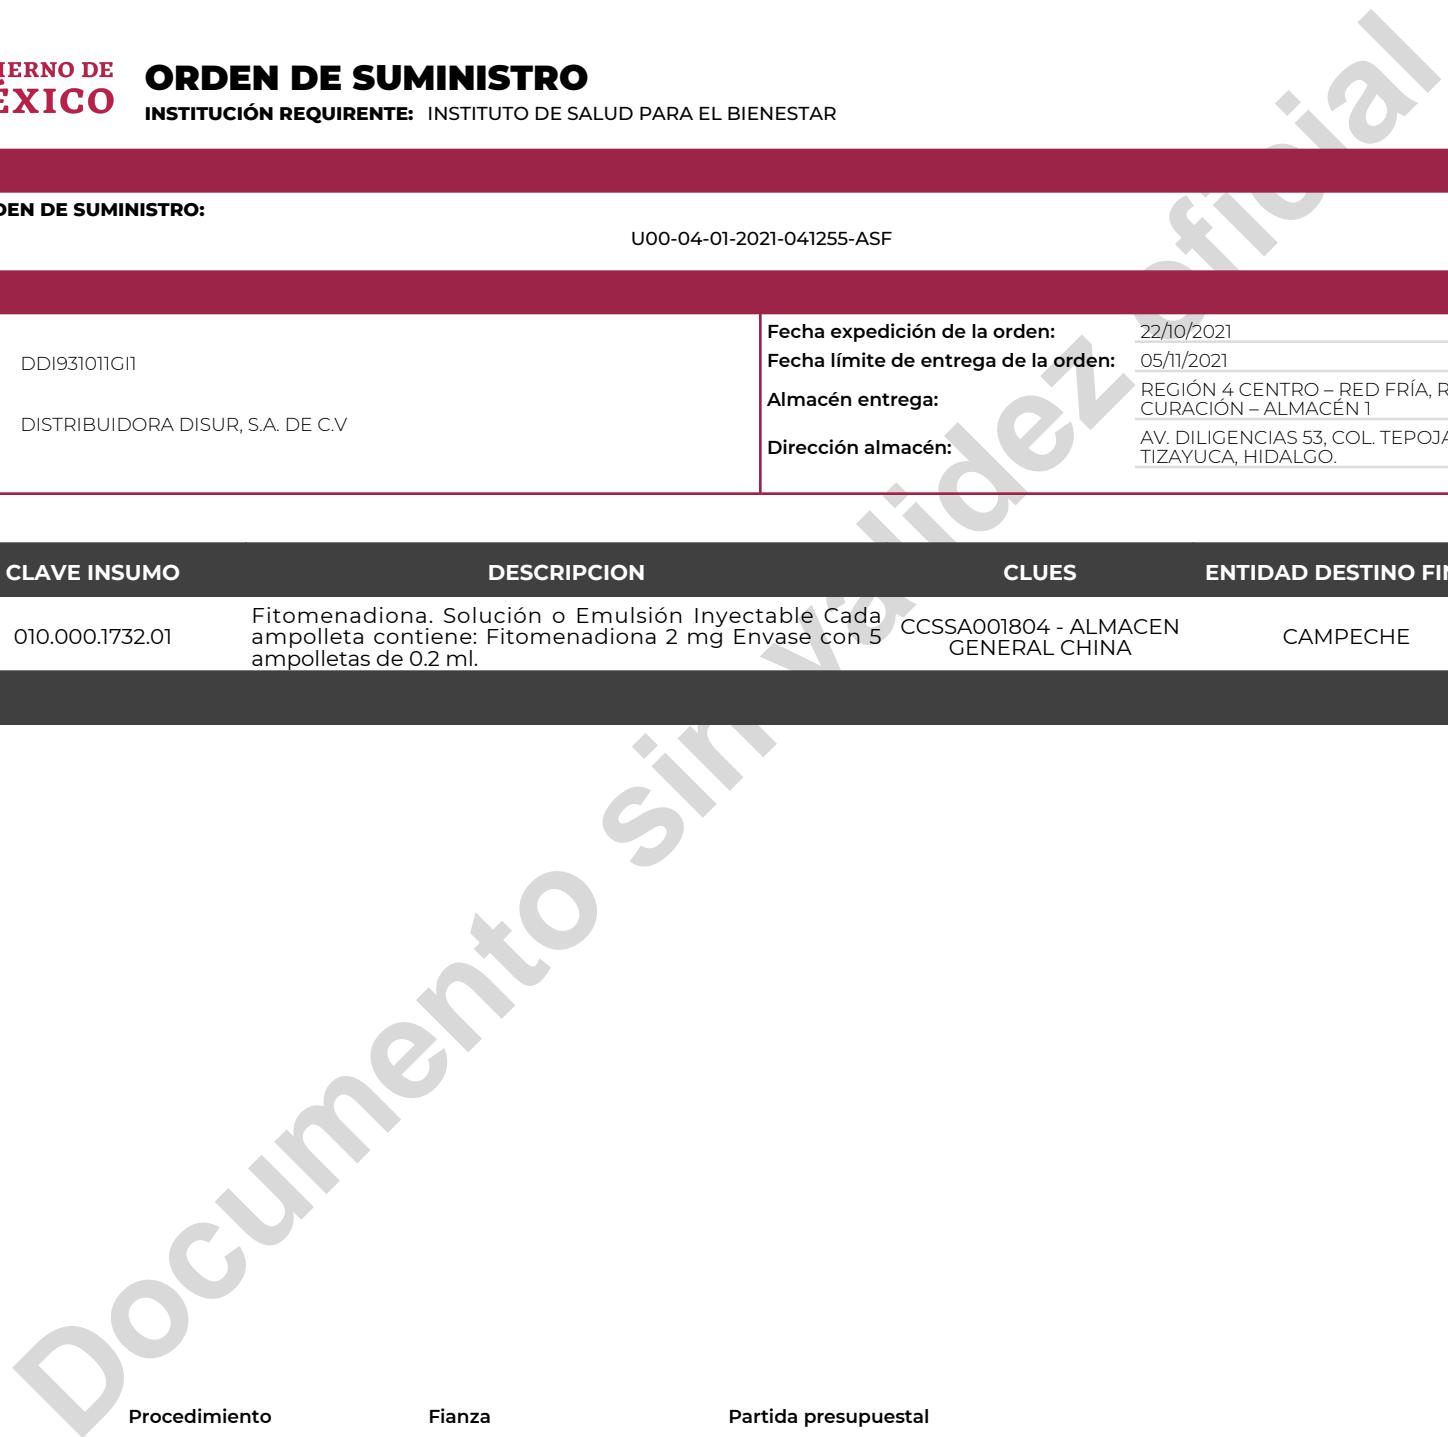 IERNO DE
ÉXICO
ORDEN DE SUMINISTRO
INSTITUCIÓN REQUIRENTE: INSTITUTO DE SALUD PARA EL BIENESTAR
DEN DE SUMINISTRO:
U00-04-01-2021-041255-ASF
DDI931011GI1
DISTRIBUIDORA DISUR, S.A. DE C.V
Fecha expedición de la orden: 22/10/2021
Fecha límite de entrega de la orden: 05/11/2021
Almacén entrega: REGIÓN 4 CENTRO – RED FRÍA, R
CURACIÓN – ALMACÉN 1
Dirección almacén: AV. DILIGENCIAS 53, COL. TEPOJA
TIZAYUCA, HIDALGO.
CLAVE INSUMO DESCRIPCION CLUES ENTIDAD DESTINO FIN
010.000.1732.01
Fitomenadiona. Solución o Emulsión Inyectable Cada
ampolleta contiene: Fitomenadiona 2 mg Envase con 5
ampolletas de 0.2 ml.
CCSSA001804 - ALMACEN
GENERAL CHINA
CAMPECHE
Documento sin validez oficial
Procedimiento Fianza Partida presupuestal